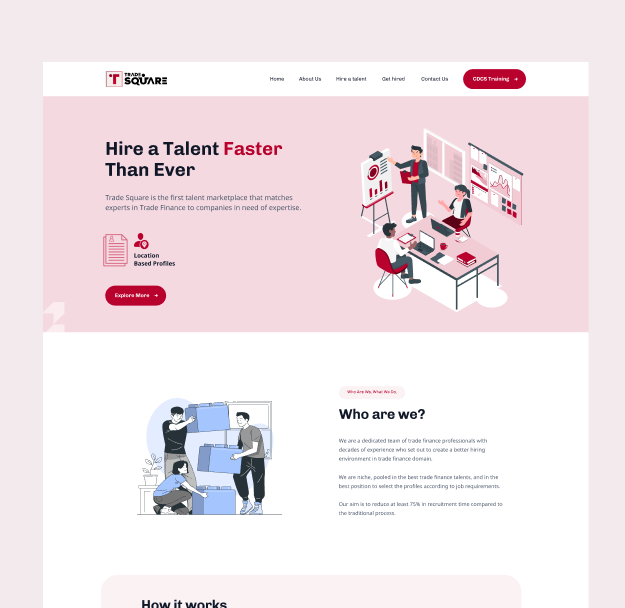 TRADE
SQUARE
Home About Us Hire a talent Get hired Contact Us CDCS Training
Hire a Talent Faster
Than Ever
Trade Square is the first talent marketplace that matches
experts in Trade Finance to companies in need of expertise.
Location
Based Profiles
Explore More
Who Are We, What We Do.
Who are we?
We are a dedicated team of trade finance professionals with
decades of experience who set out to create a better hiring
environment in trade finance domain.
We are niche, pooled in the best trade finance talents, and in the
best position to select the profiles according to job requirements.
Our aim is to reduce at least 75% in recruitment time compared to
the traditional process.
How it works